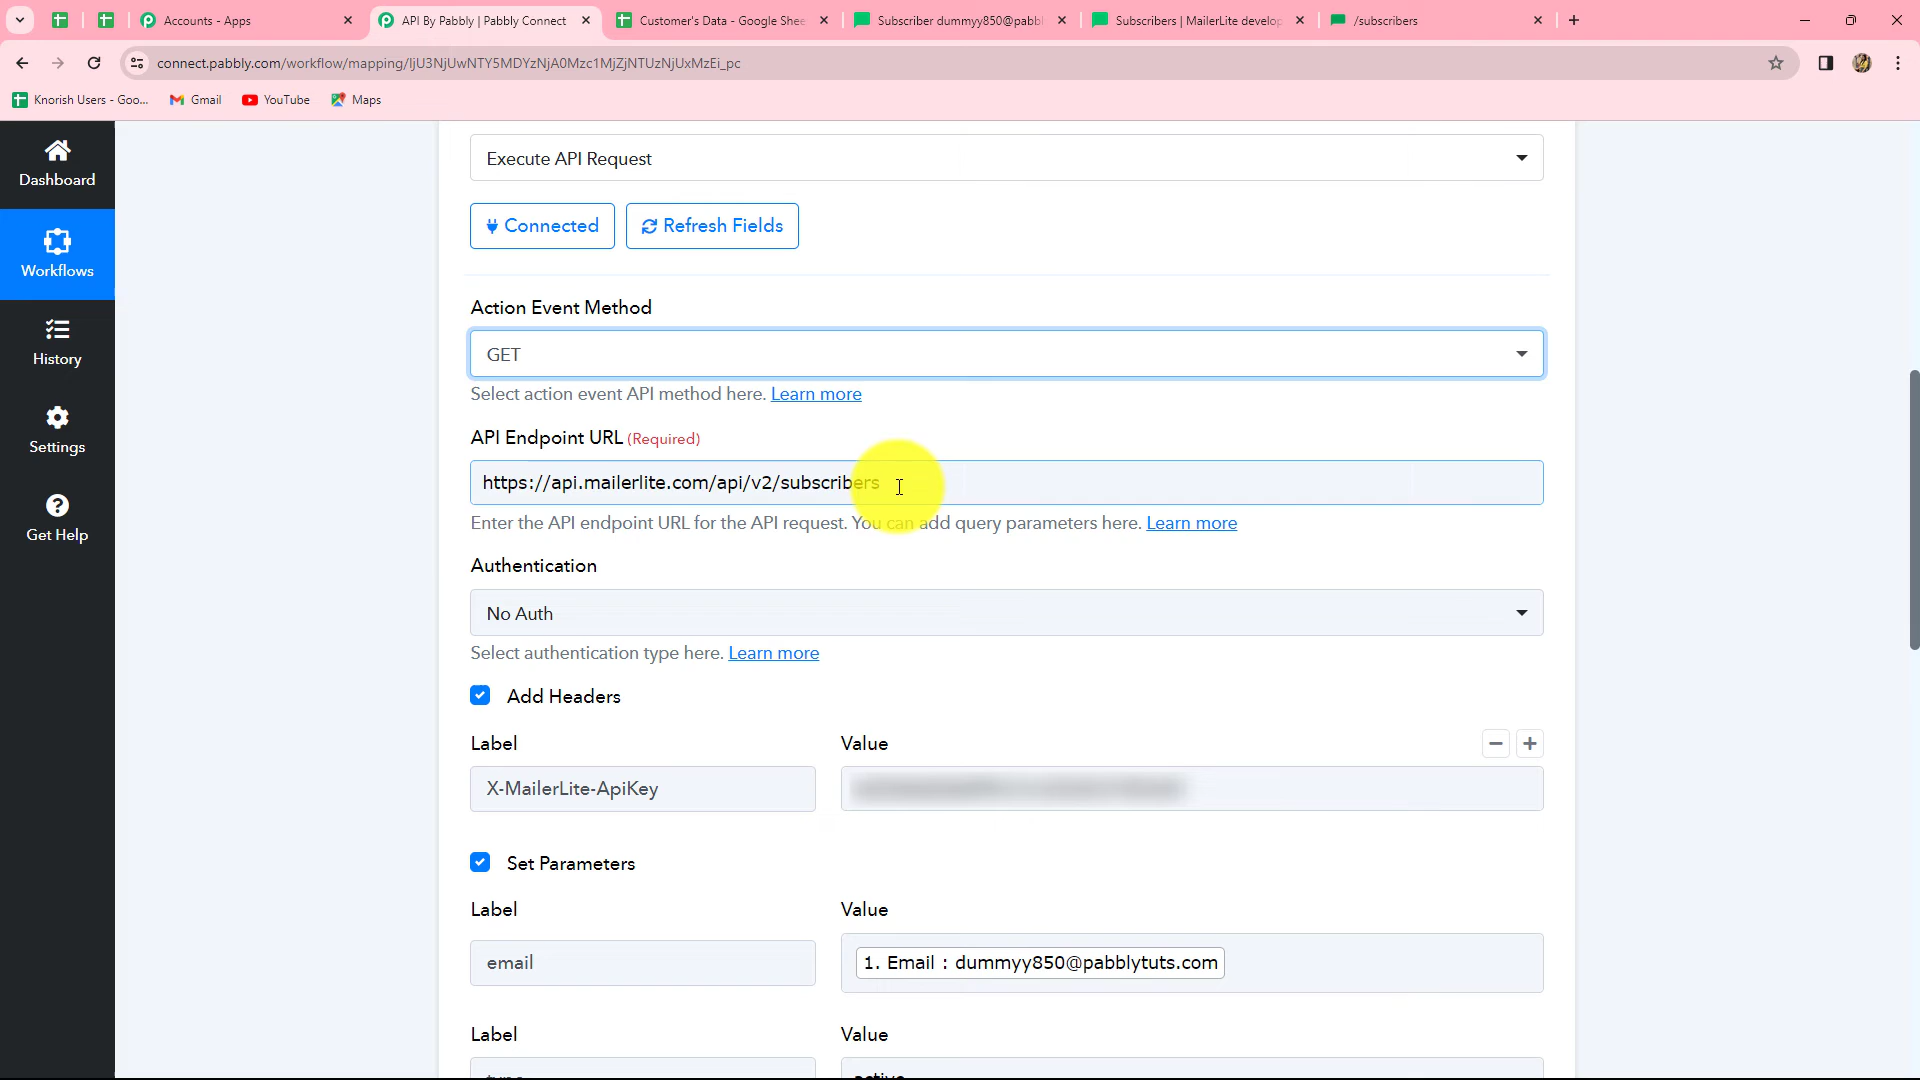 Accounts - Apps
API By Pabbly | Pabbly Connect
Customer's Data - Google Shee
Subscriber dummyy850@pabbl
Subscribers | MailerLite develop
/subscribers
connect.pabbly.com/workflow/mapping/IjU3NjUwNTY5MDYzNjA0Mzc1MjZjNTUzNjUxMzEi_pc
Knorish Users - Goo...
Gmail
YouTube
Maps
Dashboard
Workflows
History
Settings
Get Help
Execute API Request
Connected
Refresh Fields
Action Event Method
GET
Select action event API method here. Learn more
API Endpoint URL (Required)
https://api.mailerlite.com/api/v2/subscribers
Enter the API endpoint URL for the API request. You can add query parameters here. Learn more
Authentication
No Auth
Select authentication type here. Learn more
Add Headers
Label Value
X-MailerLite-ApiKey
Set Parameters
Label Value
email 1. Email : dummyy850@pabblytuts.com
Label Value
type active